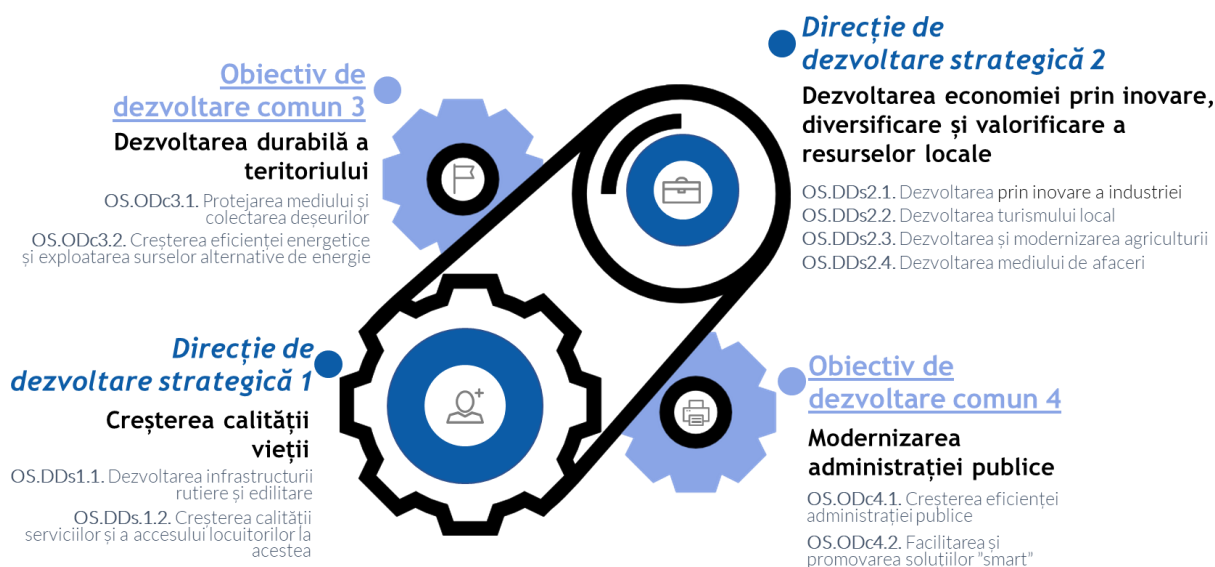 Obiectiv de
dezvoltare comun 3
Dezvoltarea durabilă a
teritoriului
OS.ODc3.1. Protejarea mediului și
colectarea deșeurilor
OS.ODc3.2. Creșterea eficienței energetice
și exploatarea surselor alternative de energie
Direcție de
dezvoltare strategică 2
Dezvoltarea economiei prin inovare,
diversificare și valorificare a
resurselor locale
OS.DDs2.1. Dezvoltarea prin inovare a industriei
OS.DDs2.2. Dezvoltarea turismului local
OS.DDs2.3. Dezvoltarea și modernizarea agriculturii
OS.DDs2.4. Dezvoltarea mediului de afaceri
Direcție de
dezvoltare strategică 1
Creșterea calității
vieții
OS.DDs1.1. Dezvoltarea infrastructurii
rutiere și edilitare
OS.DDs.1.2. Creșterea calității
serviciilor și a accesului locuitorilor la
acestea
Obiectiv de
dezvoltare comun 4
Modernizarea
administrației publice
OS.ODc4.1. Creșterea eficienței
administrației publice
OS.ODc4.2. Facilitarea și
promovarea soluțiilor "smart"